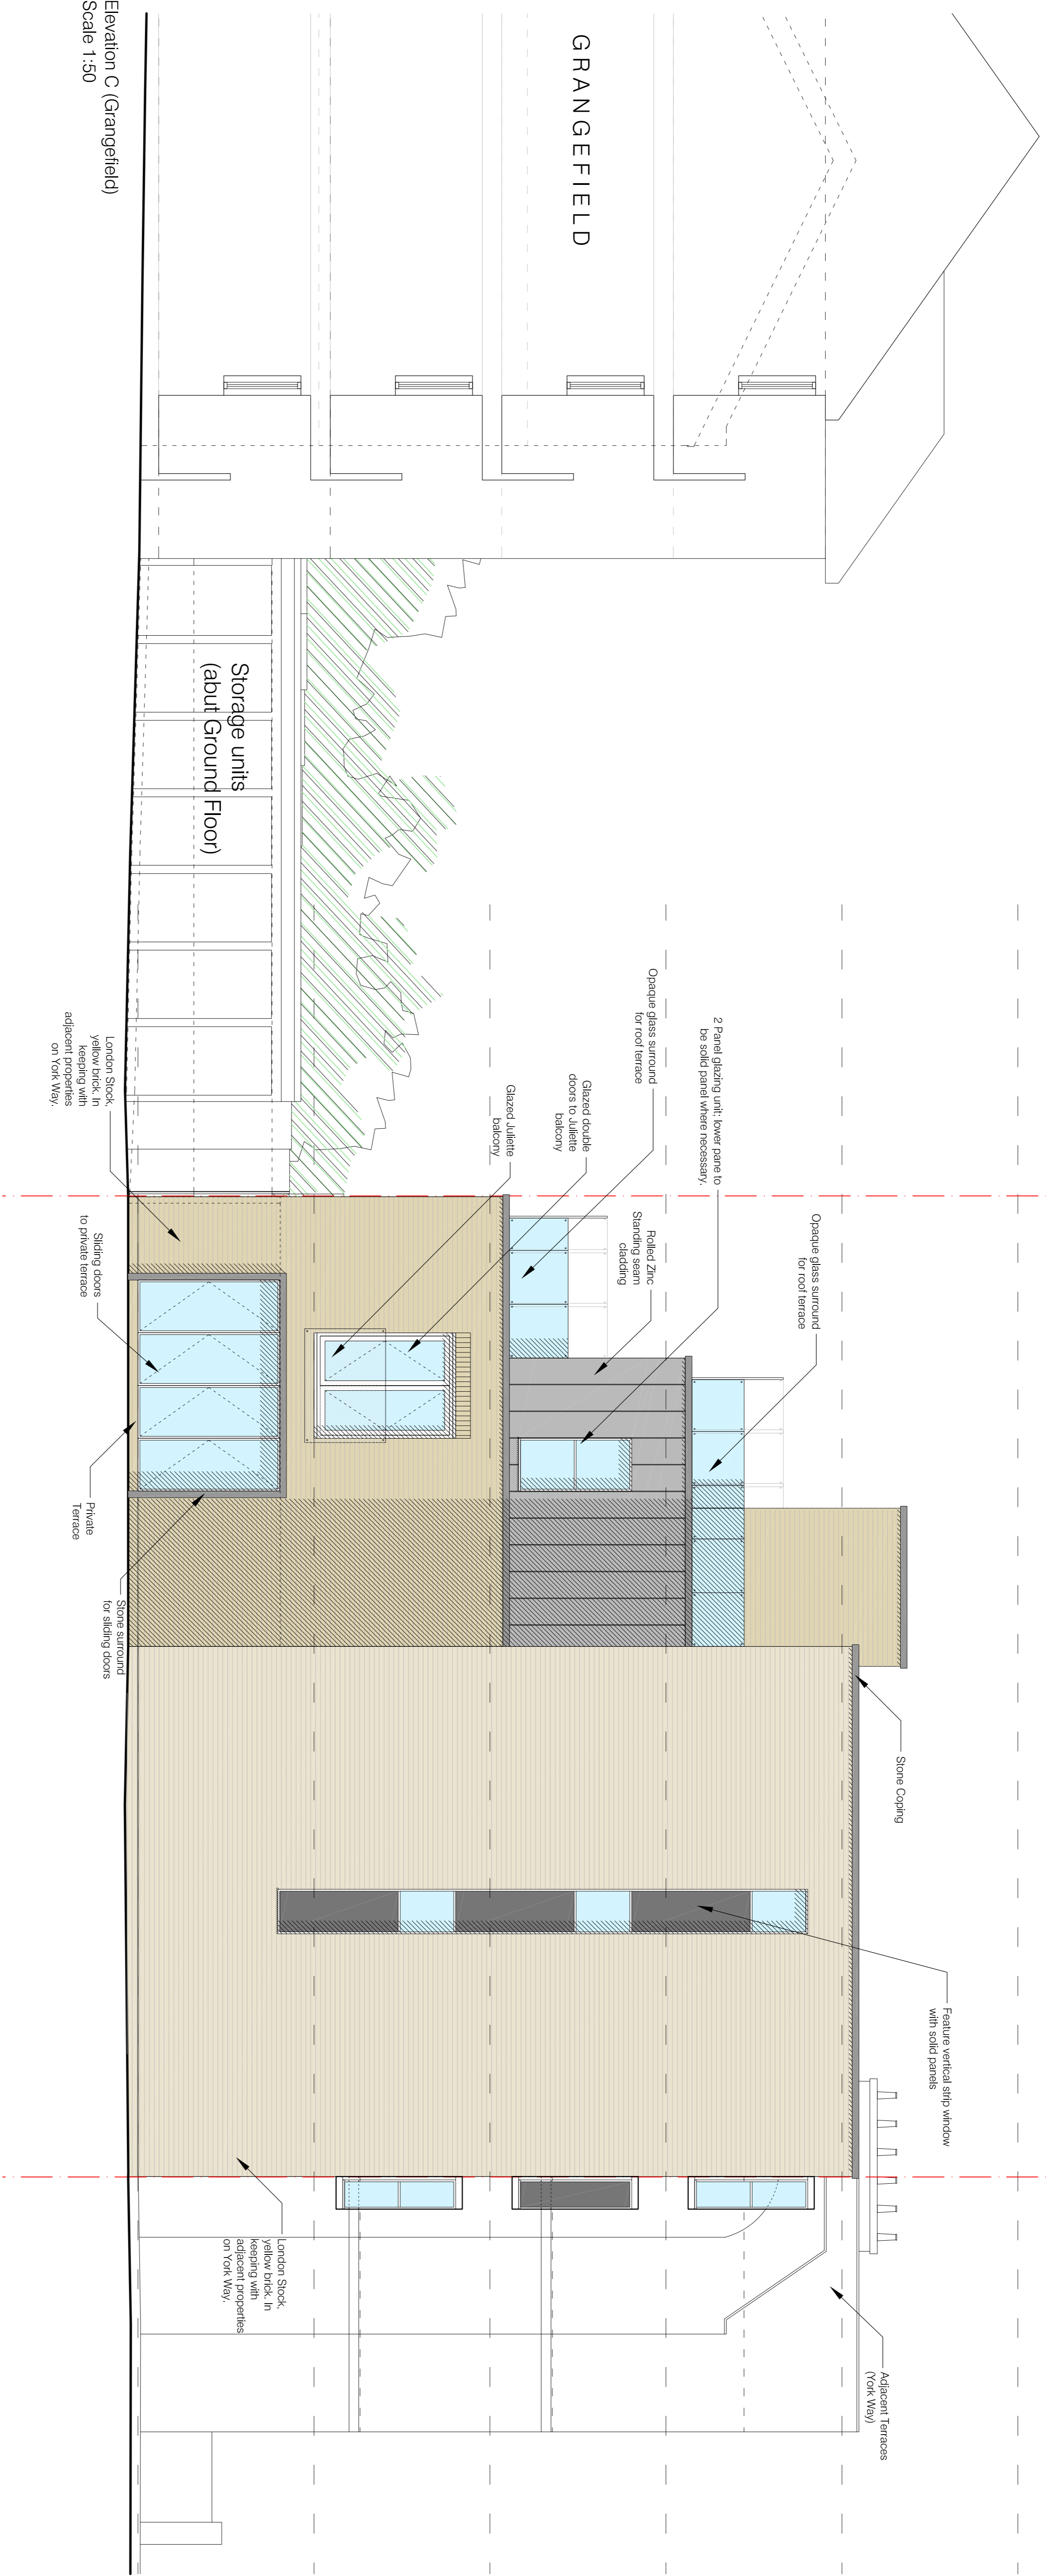 GRANGEFIELD
Storage units
(abut Ground Floor)
Opaque glass surround
for roof terrace
2 Panel glazing unit; lower pane to
be solid panel where necessary.
Glazed double
doors to Juliette
balcony
Glazed Juliette
balcony
Opaque glass surround
for roof terrace
Rolled Zinc
Standing seam
cladding
Stone Coping
Feature vertical strip window
with solid panels
Adjacent Terraces
(York Way)
London Stock,
yellow brick. In
keeping with
adjacent properties
on York Way.
London Stock,
yellow brick. In
keeping with
adjacent properties
on York Way.
Sliding doors
to private terrace
Private
Terrace
Stone surround
for sliding doors
Elevation C (Grangefield)
Scale 1:50